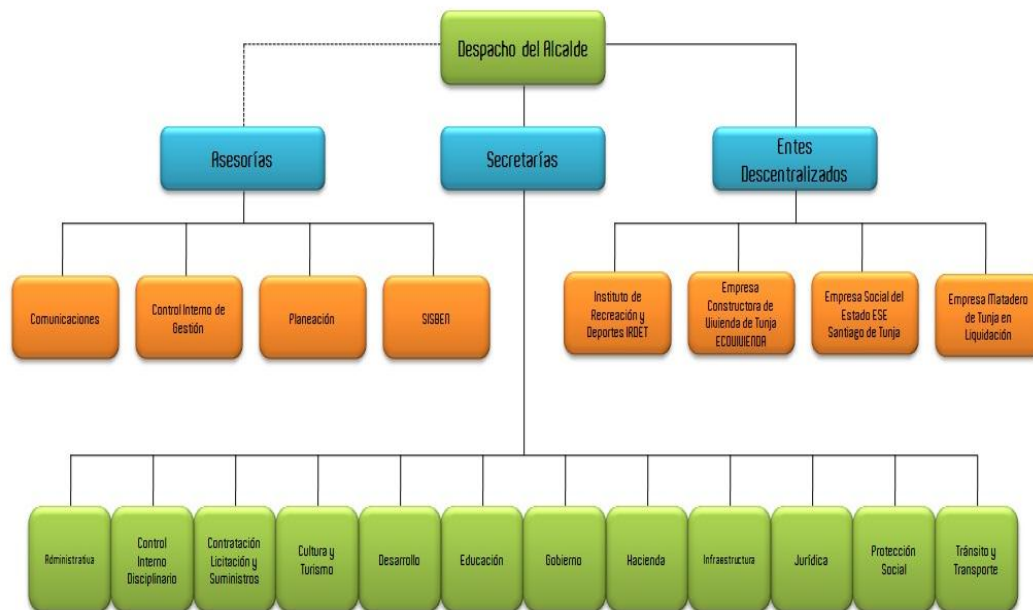 Despacho del Alcalde
Asesorías
Secretarías
Entes
Descentralizados
Comunicaciones
Control Interno de
Gestión
Planeación
SISBEN
Instituto de
Recreación y
Deportes IRDET
Empresa
Constructora de
Vivienda de Tunja
ECOVIVIENDA
Empresa Social del
Estado ESE
Santiago de Tunja
Empresa Matadero
de Tunja en
Liquidación
Administrativa
Control
Interno
Disciplinario
Contratación
Licitación y
Suministros
Cultura y
Turismo
Desarrollo
Educación
Gobierno
Hacienda
Infraestructura
Jurídica
Protección
Social
Tránsito y
Transporte